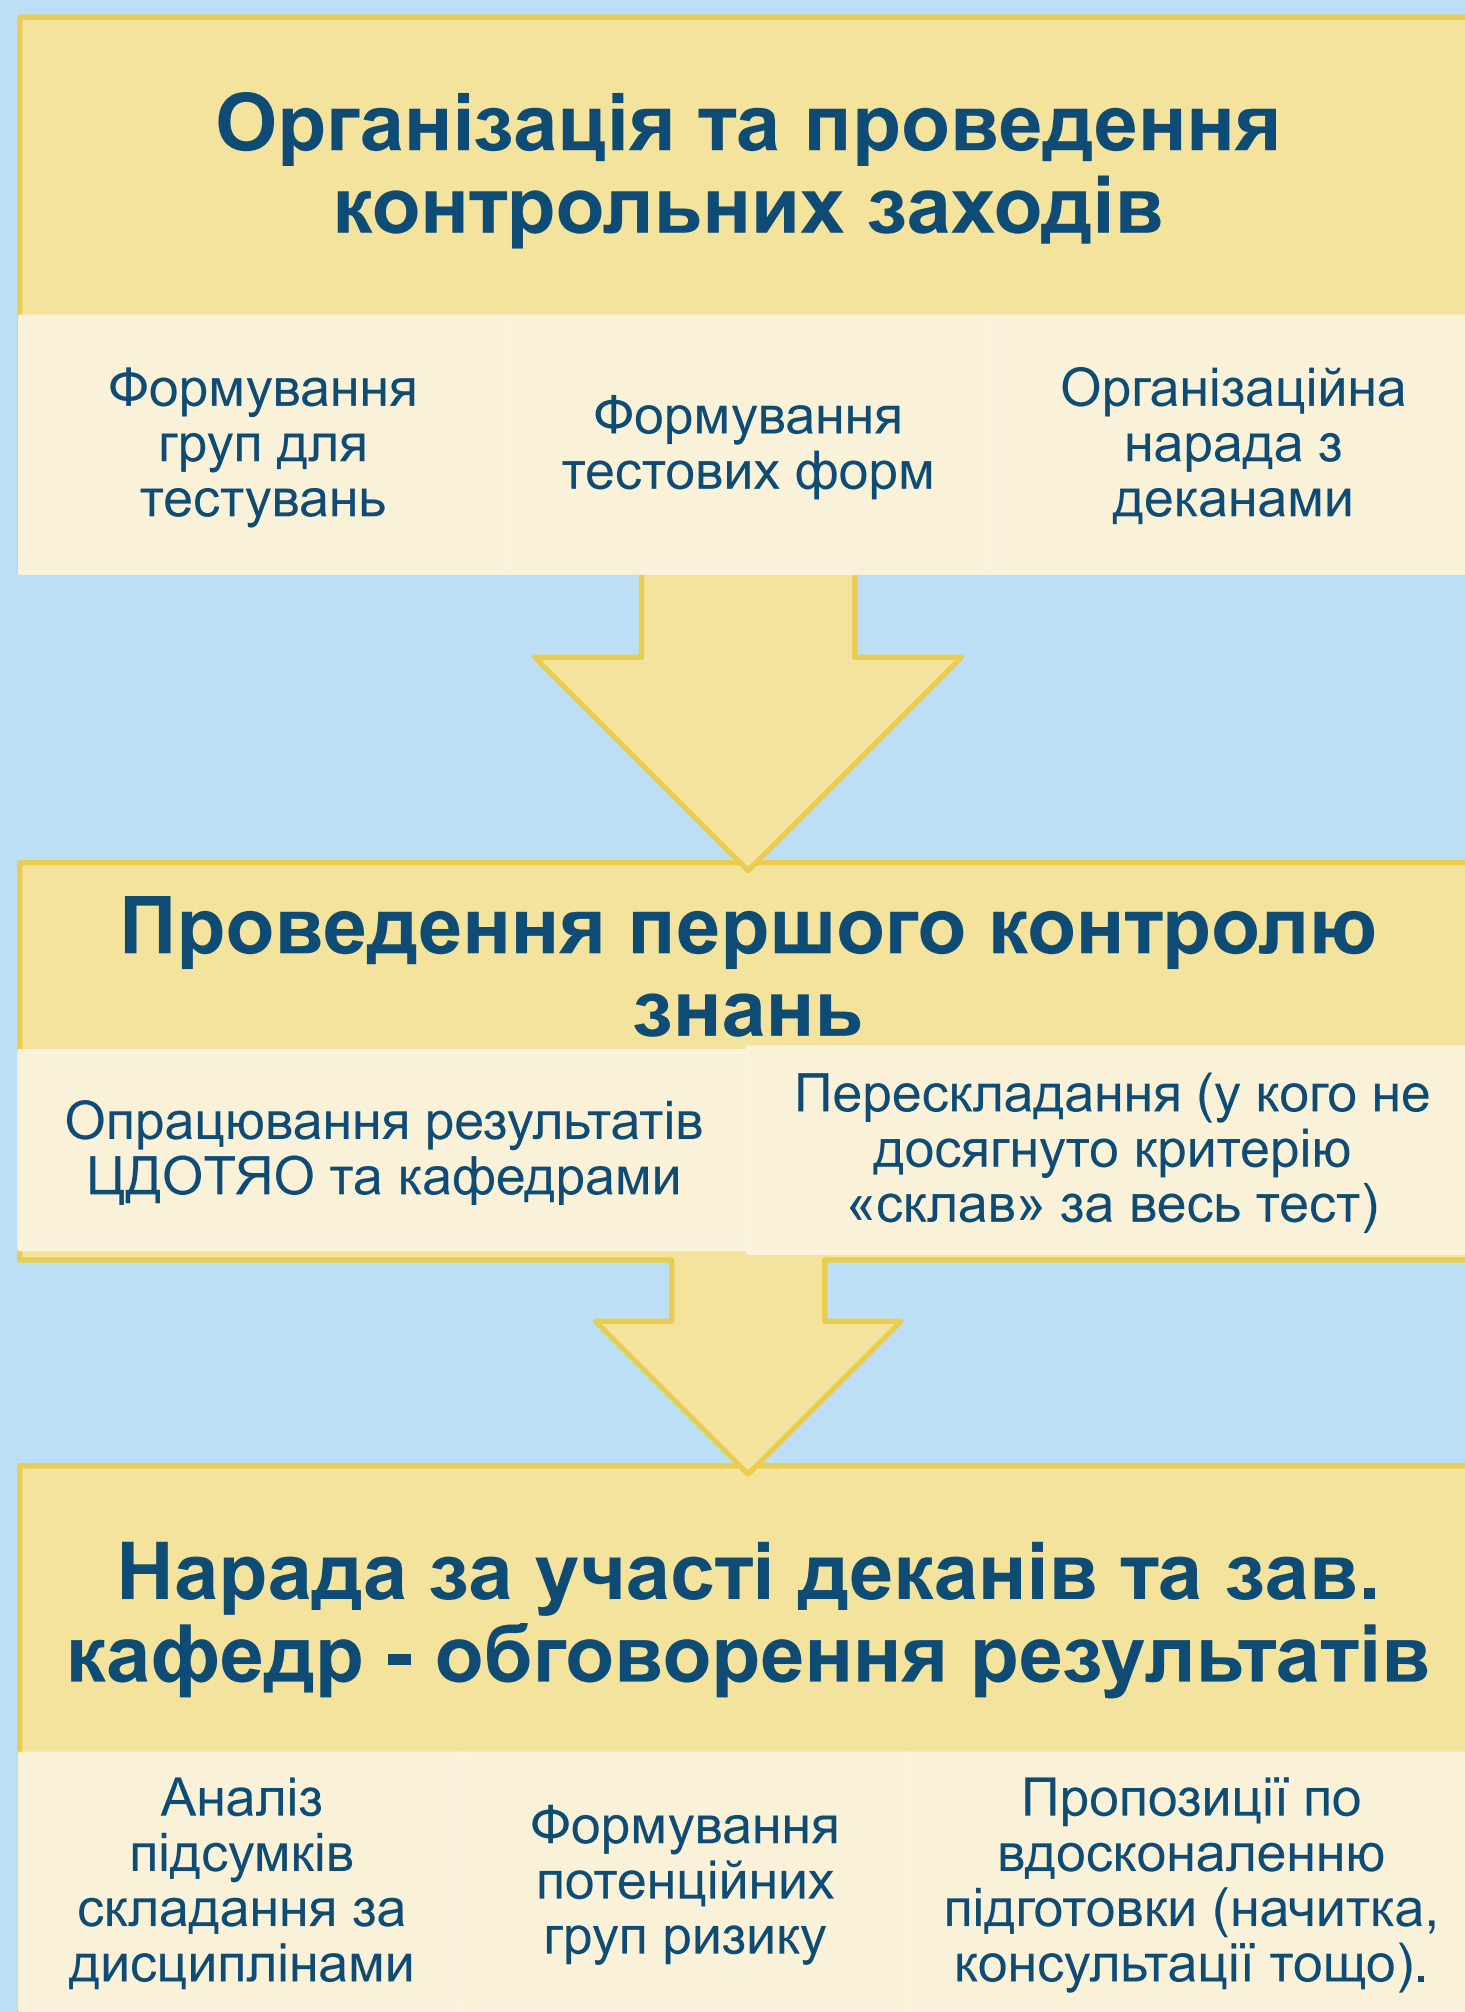 Організація та проведення
контрольних заходів
Формування
груп для
тестувань
Формування
тестових форм
Організаційна
нарада з
деканами
Проведення першого контролю
знань
Опрацювання результатів
ЦДОТЯО та кафедрами
Перескладання (у кого не
досягнуто критерію
«склав» за весь тест)
Нарада за участі деканів та зав.
кафедр - обговорення результатів
Аналіз
підсумків
складання за
дисциплінами
Формування
потенційних
груп ризику
Пропозиції по
вдосконаленню
підготовки (начитка,
консультації тощо).